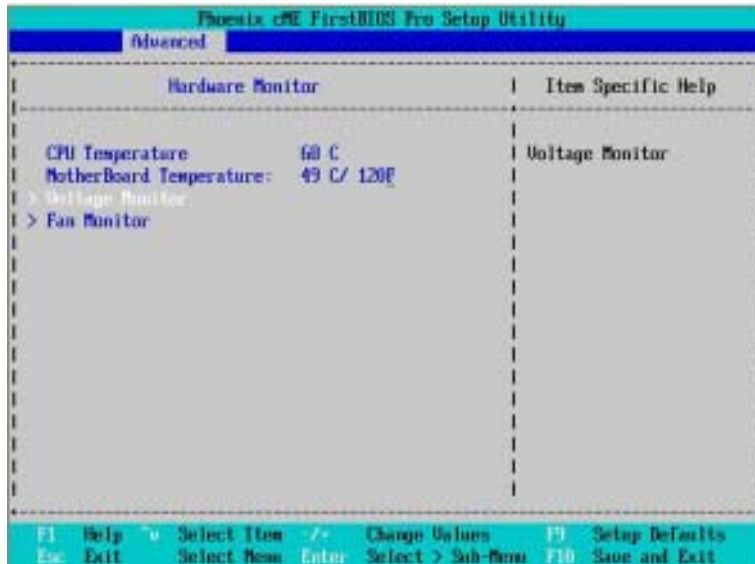 Phoenix cME FirstBIOS Pro Setup Utility
Advanced
Hardware Monitor
Item Specific Help
CPU Temperature 60 C
MotherBoard Temperature: 49 C/ 120F
> Voltage Monitor
> Fan Monitor
Voltage Monitor
F1 Help ^v Select Item -/+ Change Values F9 Setup Defaults
Esc Exit Select Menu Enter Select > Sub-Menu F10 Save and Exit